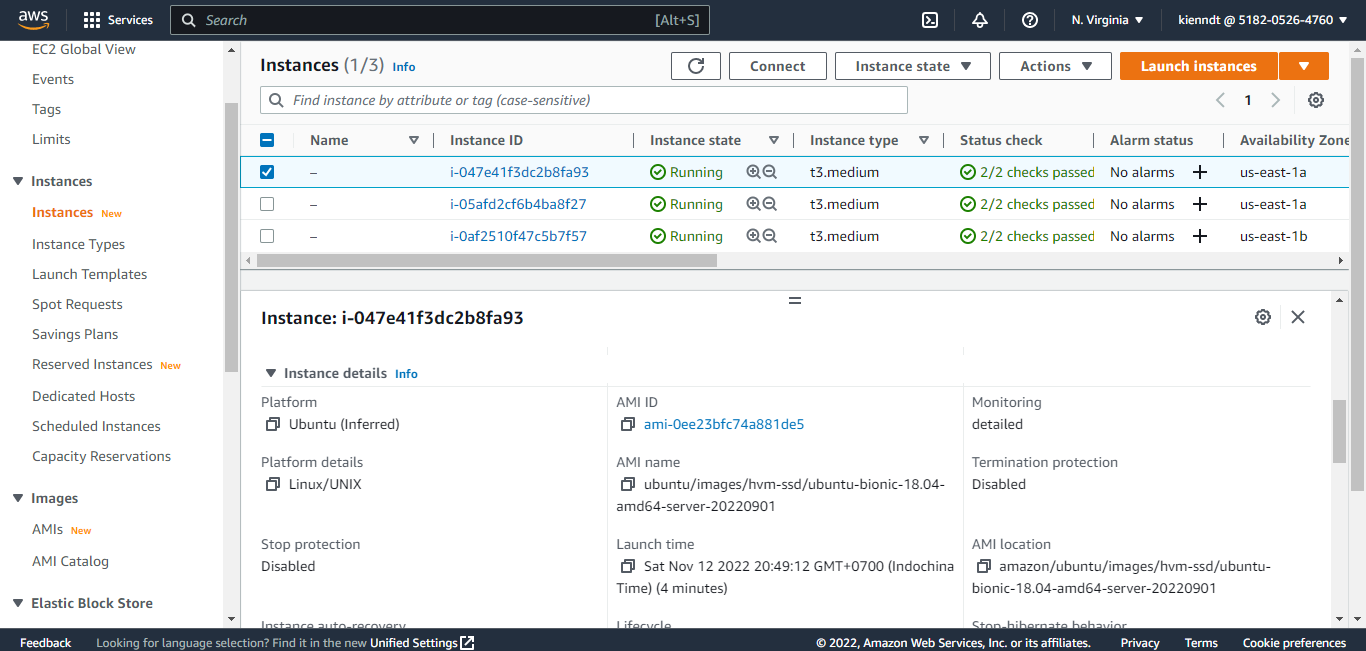 aws Services Search [Alt+S] N. Virginia kienndt @ 5182-0526-4760
EC2 Global View
Events
Tags
Limits
Instances
Instances New
Instance Types
Launch Templates
Spot Requests
Savings Plans
Reserved Instances New
Dedicated Hosts
Scheduled Instances
Capacity Reservations
Images
AMIs New
AMI Catalog
Elastic Block Store
Instances (1/3) Info Connect Instance state Actions Launch instances
Find instance by attribute or tag (case-sensitive) 1
Name Instance ID Instance state Instance type Status check Alarm status Availability Zone
– i-047e41f3dc2b8fa93 Running t3.medium 2/2 checks passed No alarms + us-east-1a
– i-05afd2cf6b4ba8f27 Running t3.medium 2/2 checks passed No alarms + us-east-1a
– i-0af2510f47c5b7f57 Running t3.medium 2/2 checks passed No alarms + us-east-1b
Instance: i-047e41f3dc2b8fa93
Instance details Info
Platform
Ubuntu (Inferred)
AMI ID
ami-0ee23bfc74a881de5
Monitoring
detailed
Platform details
Linux/UNIX
AMI name
ubuntu/images/hvm-ssd/ubuntu-bionic-18.04-
amd64-server-20220901
Termination protection
Disabled
Stop protection
Disabled
Launch time
Sat Nov 12 2022 20:49:12 GMT+0700 (Indochina
Time) (4 minutes)
AMI location
amazon/ubuntu/images/hvm-ssd/ubuntu-
bionic-18.04-amd64-server-20220901
Instance auto-recovery
Lifecycle
Stop-hibernate behavior
Feedback Looking for language selection? Find it in the new Unified Settings © 2022, Amazon Web Services, Inc. or its affiliates. Privacy Terms Cookie preferences